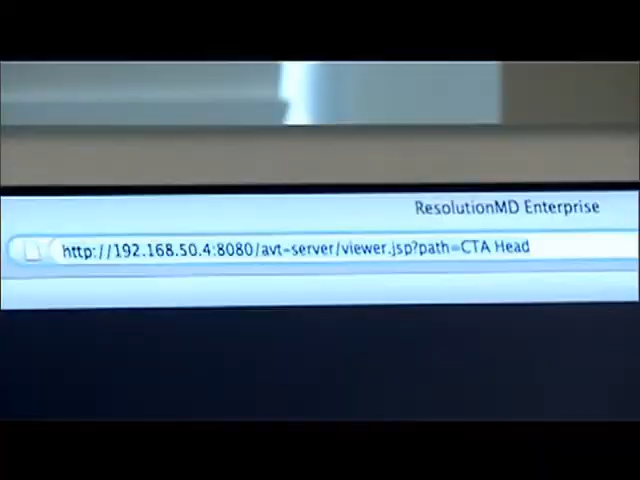 ResolutionMD Enterprise
http://192.168.50.4:8080/avt-server/viewer.jsp?path=CTA Head